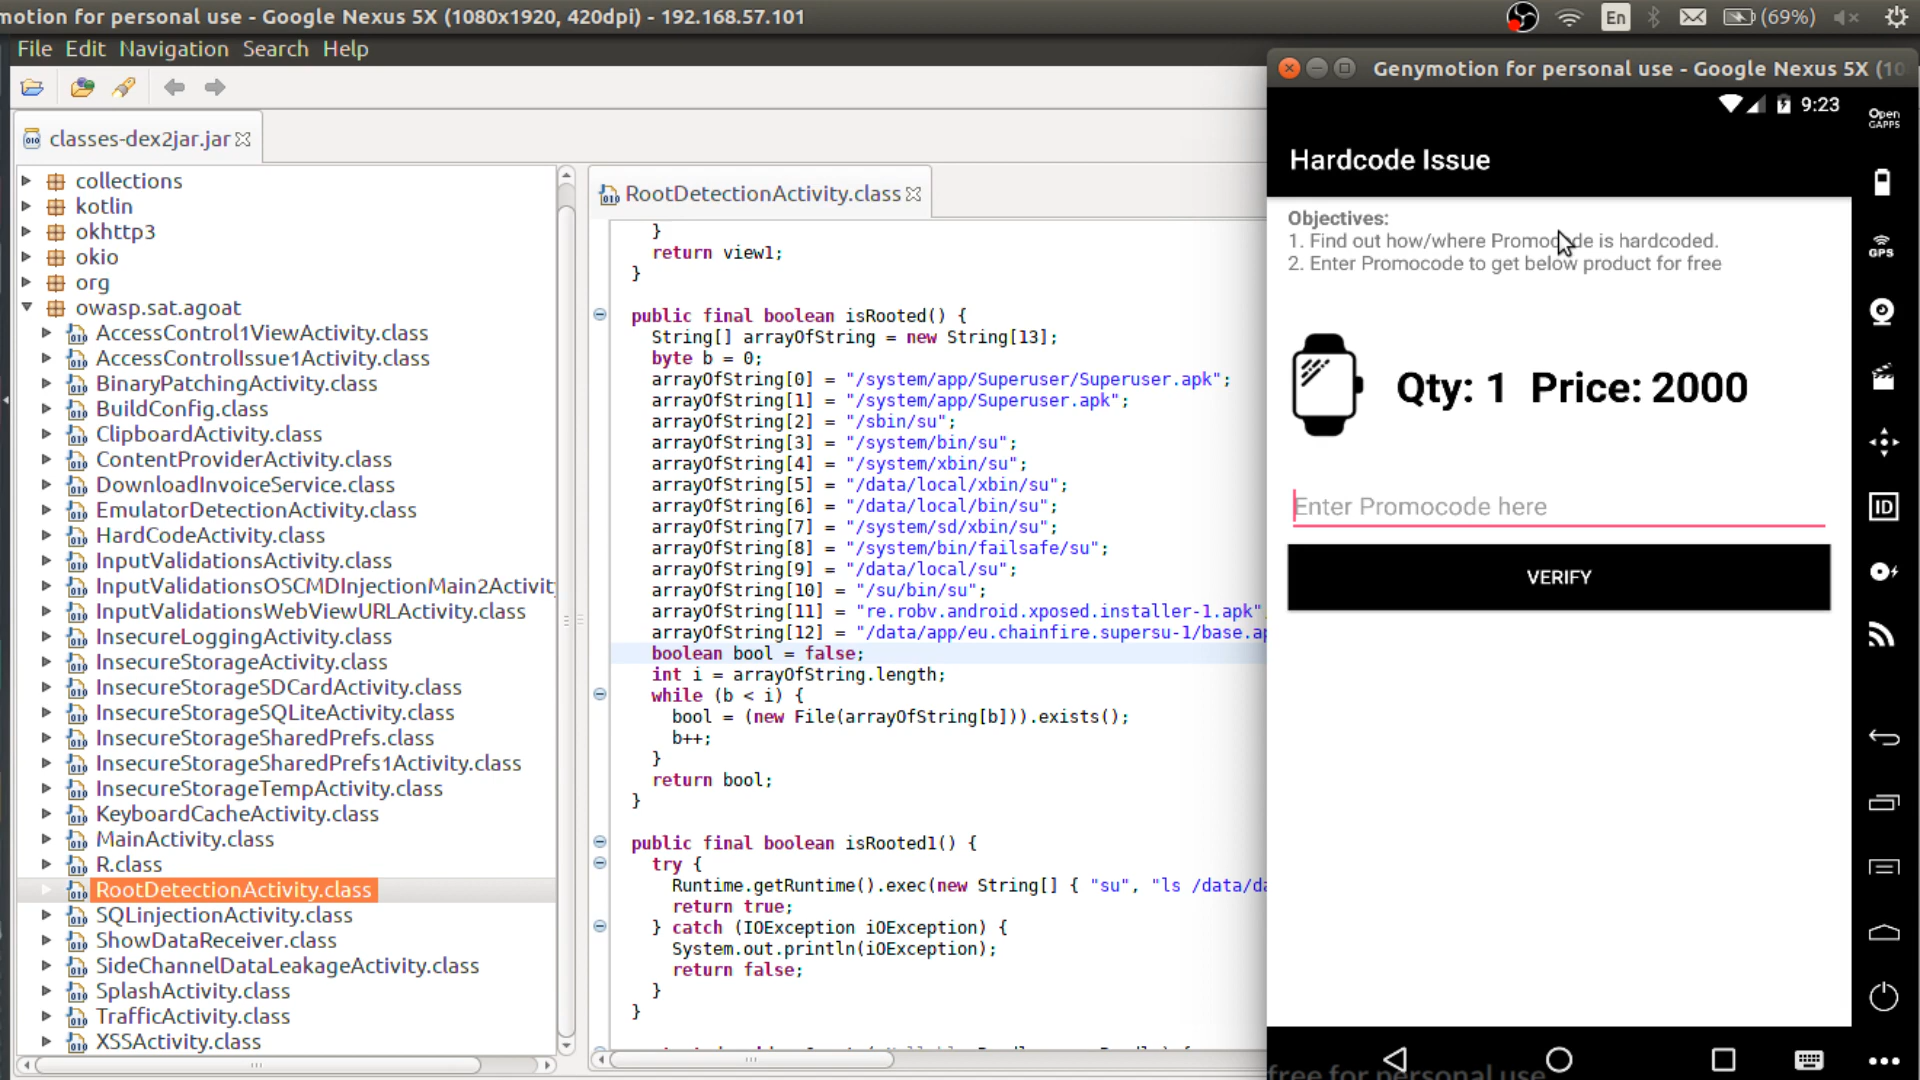 motion for personal use - Google Nexus 5X (1080x1920, 420dpi) - 192.168.57.101
En
(69%)
File Edit Navigation Search Help
classes-dex2jar.jar
collections
kotlin
okhttp3
okio
org
owasp.sat.agoat
AccessControl1ViewActivity.class
AccessControlIssue1Activity.class
BinaryPatchingActivity.class
BuildConfig.class
ClipboardActivity.class
ContentProviderActivity.class
DownloadInvoiceService.class
EmulatorDetectionActivity.class
HardCodeActivity.class
InputValidationsActivity.class
InputValidationsOSCMDInjectionMain2Activit
InputValidationsWebViewURLActivity.class
InsecureLoggingActivity.class
InsecureStorageActivity.class
InsecureStorageSDCardActivity.class
InsecureStorageSQLiteActivity.class
InsecureStorageSharedPrefs.class
InsecureStorageSharedPrefs1Activity.class
InsecureStorageTempActivity.class
KeyboardCacheActivity.class
MainActivity.class
R.class
RootDetectionActivity.class
SQLinjectionActivity.class
ShowDataReceiver.class
SideChannelDataLeakageActivity.class
SplashActivity.class
TrafficActivity.class
XSSActivity.class
RootDetectionActivity.class
}
return view1;
}
public final boolean isRooted() {
String[] arrayOfString = new String[13];
byte b = 0;
arrayOfString[0] = "/system/app/Superuser/Superuser.apk";
arrayOfString[1] = "/system/app/Superuser.apk";
arrayOfString[2] = "/sbin/su";
arrayOfString[3] = "/system/bin/su";
arrayOfString[4] = "/system/xbin/su";
arrayOfString[5] = "/data/local/xbin/su";
arrayOfString[6] = "/data/local/bin/su";
arrayOfString[7] = "/system/sd/xbin/su";
arrayOfString[8] = "/system/bin/failsafe/su";
arrayOfString[9] = "/data/local/su";
arrayOfString[10] = "/su/bin/su";
arrayOfString[11] = "re.robv.android.xposed.installer-1.apk"
arrayOfString[12] = "/data/app/eu.chainfire.supersu-1/base.ap
boolean bool = false;
int i = arrayOfString.length;
while (b < i) {
bool = (new File(arrayOfString[b])).exists();
b++;
}
return bool;
}
public final boolean isRooted1() {
try {
Runtime.getRuntime().exec(new String[] { "su", "ls /data/da
return true;
} catch (IOException iOException) {
System.out.println(iOException);
return false;
}
}
Genymotion for personal use - Google Nexus 5X (10
9:23
Hardcode Issue
Objectives:
1. Find out how/where Promocode is hardcoded.
2. Enter Promocode to get below product for free
Qty: 1 Price: 2000
Enter Promocode here
VERIFY
free for personal use
Open
GAPPS
GPS
ID